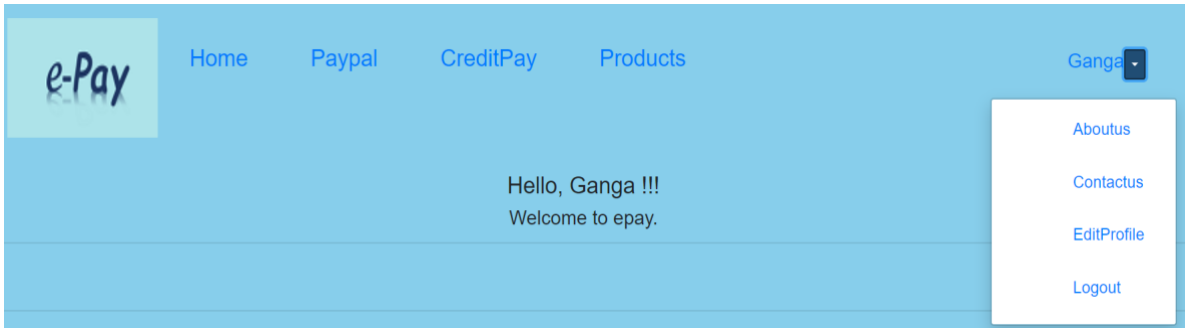 e-Pay
Home Paypal CreditPay Products Ganga
Aboutus
Contactus
EditProfile
Logout
Hello, Ganga !!!
Welcome to epay.